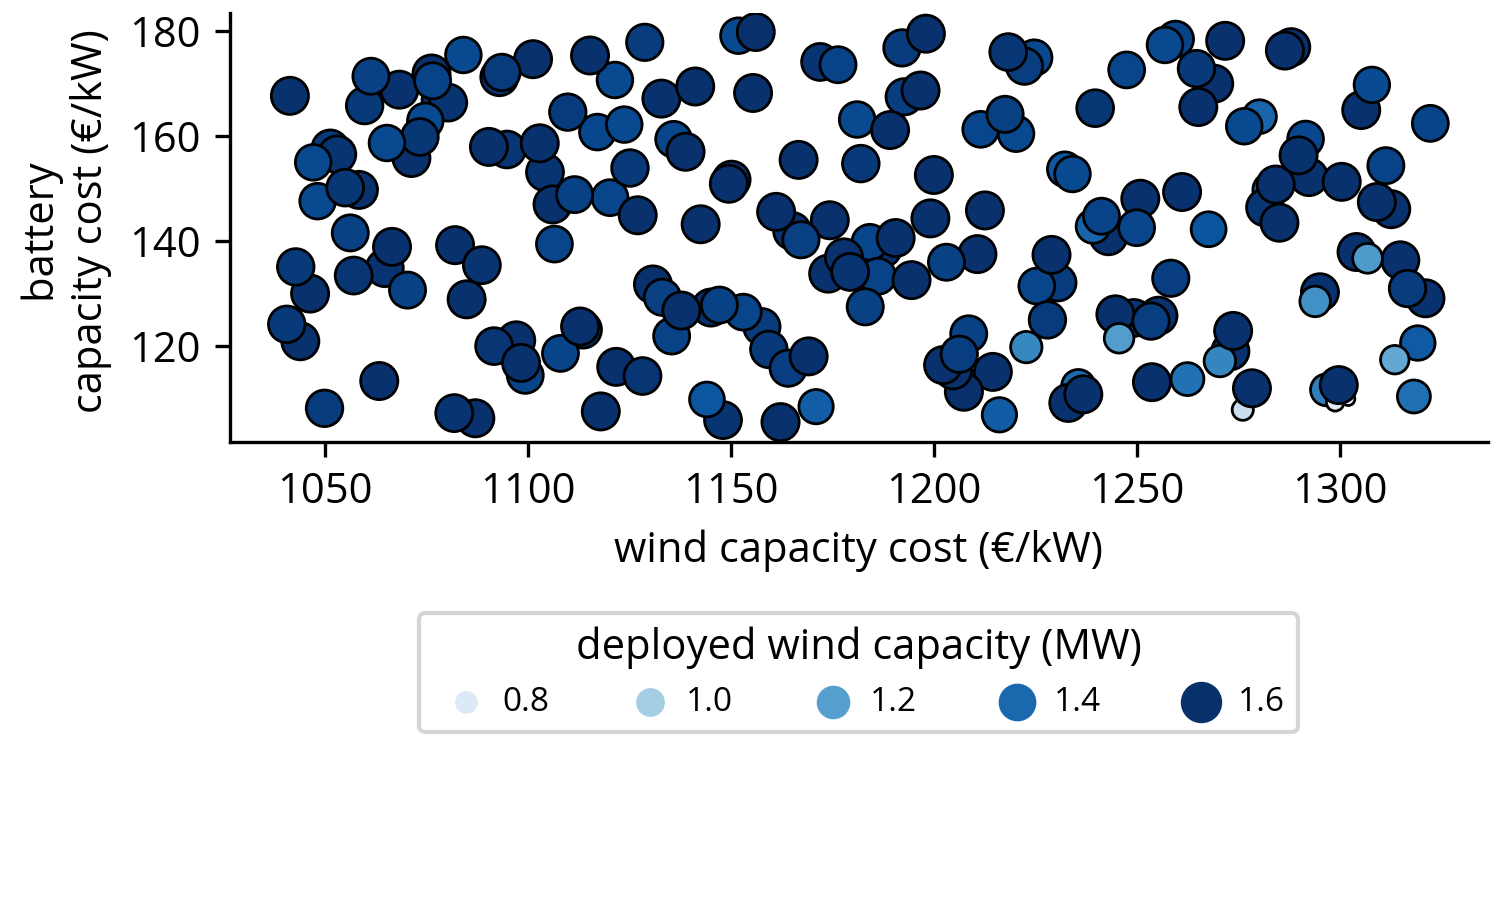 battery
capacity cost (€/kW)
180
160
140
120
1050 1100 1150 1200 1250 1300
wind capacity cost (€/kW)
deployed wind capacity (MW)
0.8 1.0 1.2 1.4 1.6